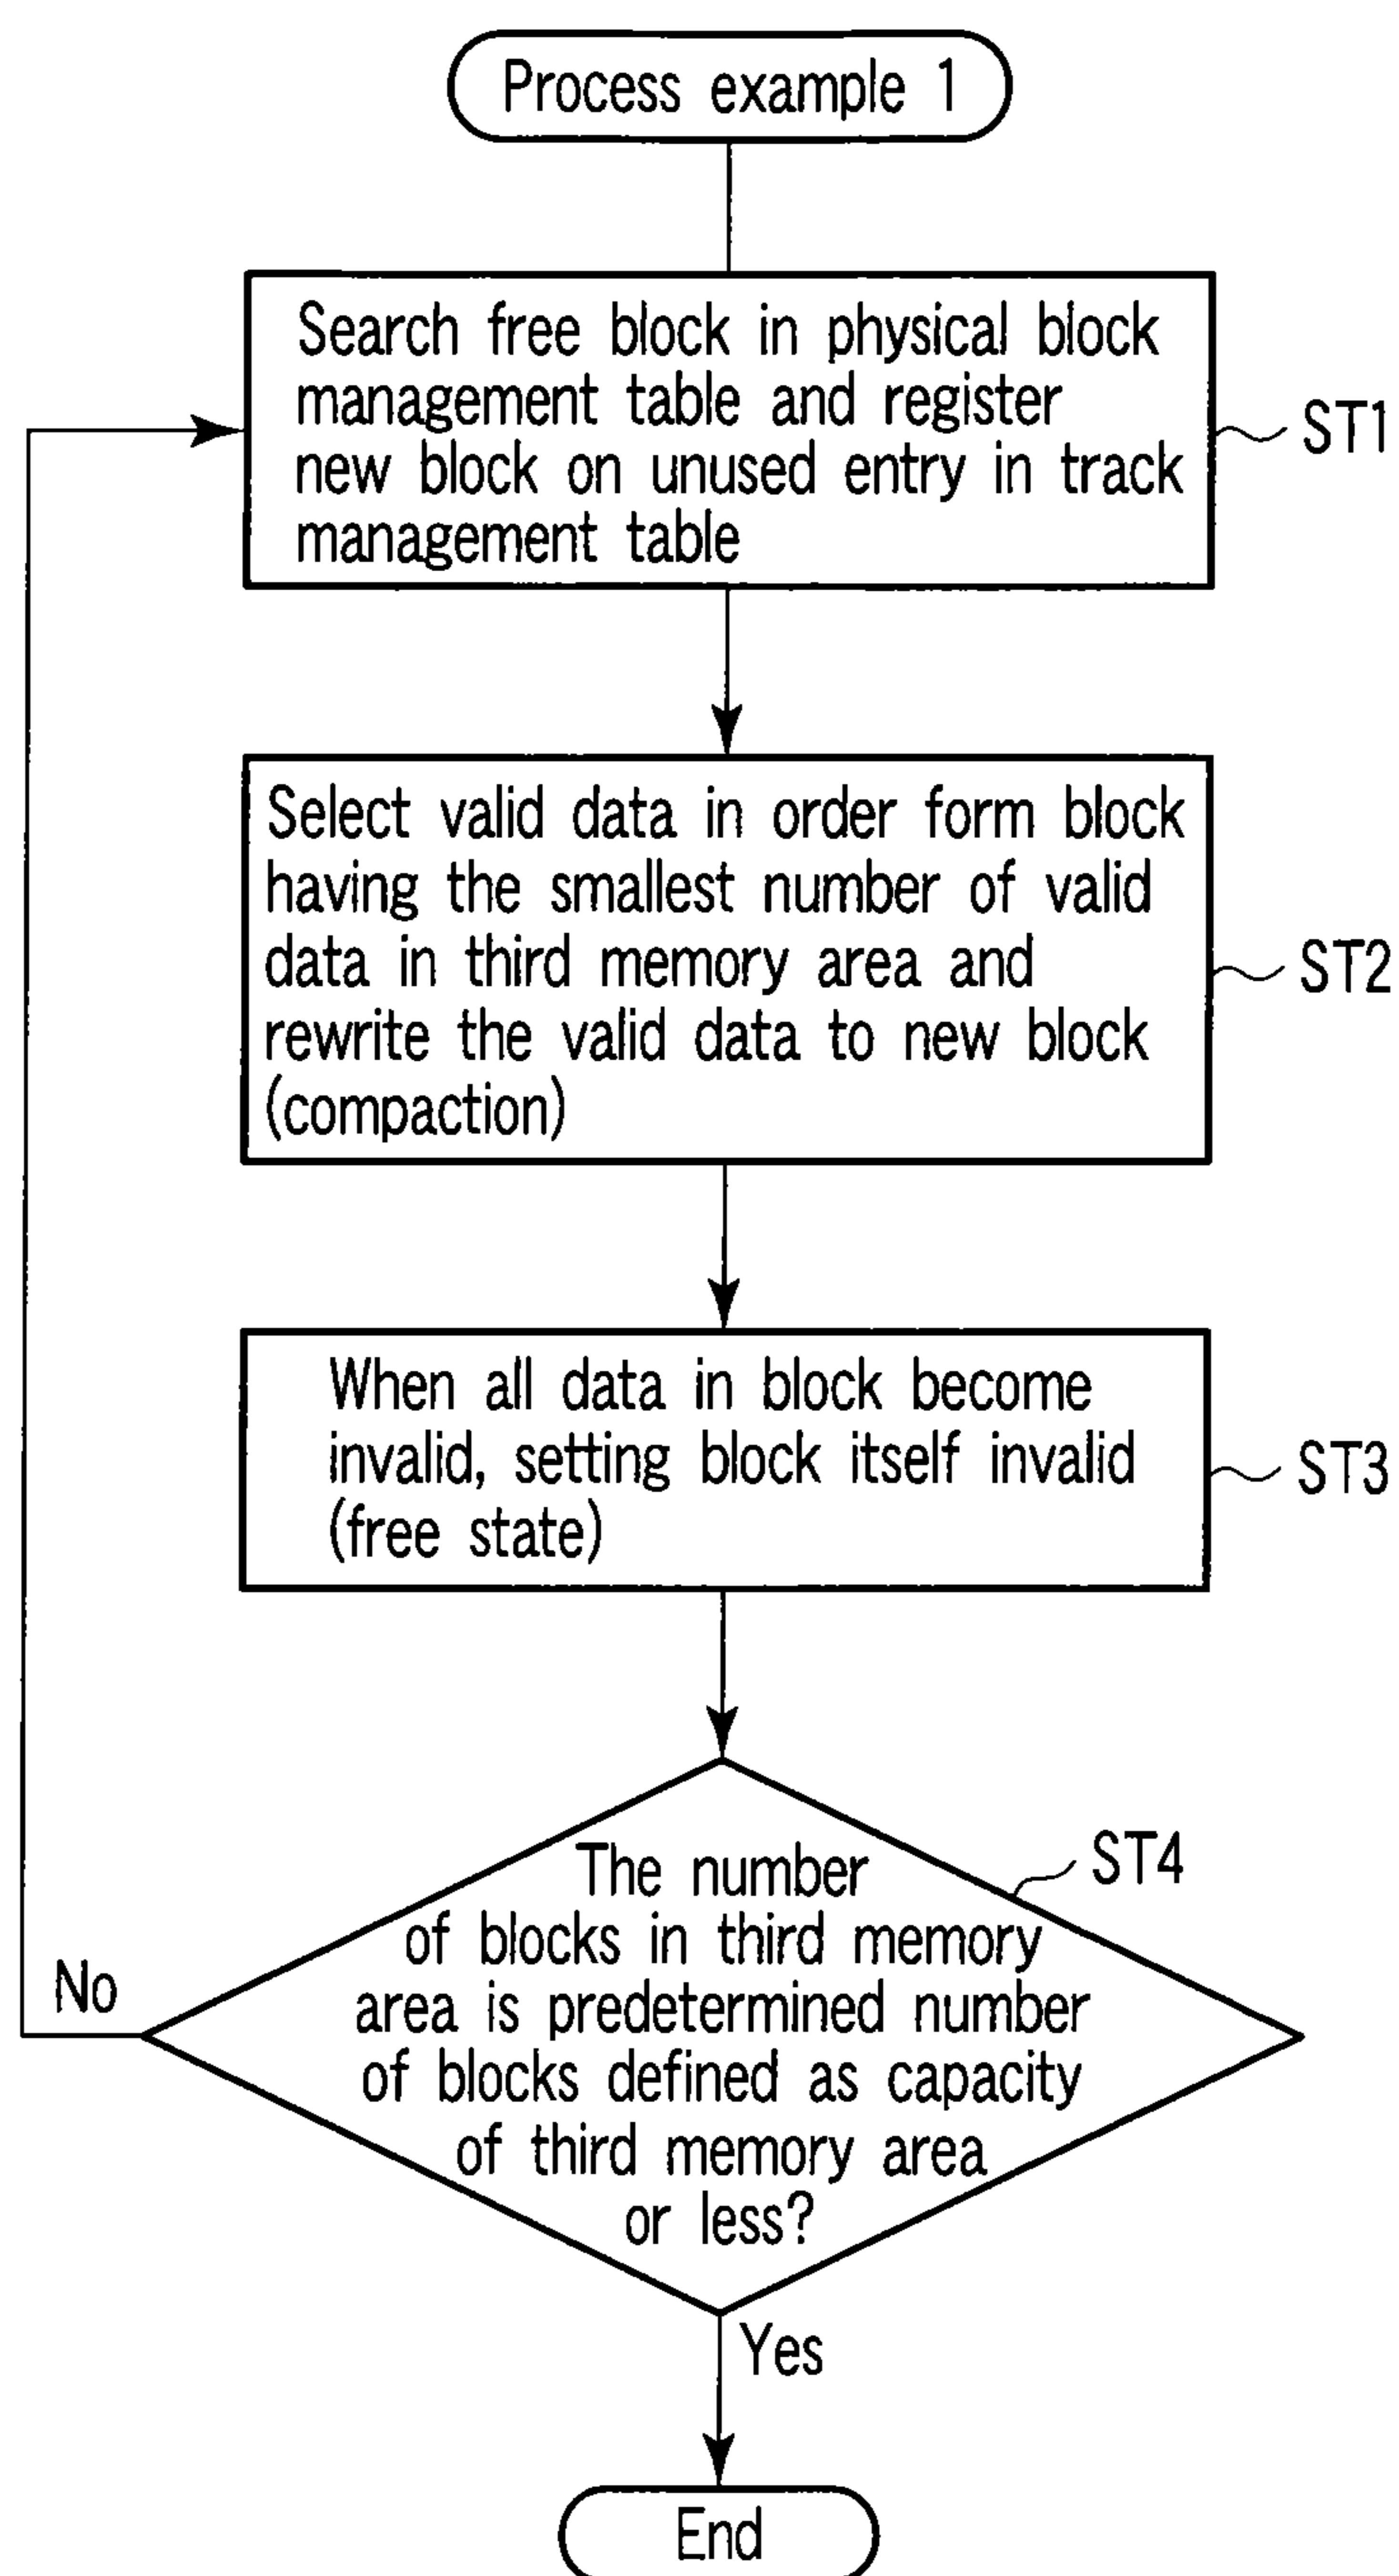 Process example 1
Search free block in physical block
management table and register
new block on unused entry in track
management table
ST1
Select valid data in order form block
having the smallest number of valid
data in third memory area and
rewrite the valid data to new block
(compaction)
ST2
When all data in block become
invalid, setting block itself invalid
(free state)
ST3
ST4
The number
of blocks in third memory
area is predetermined number
of blocks defined as capacity
of third memory area
or less?
No
Yes
End